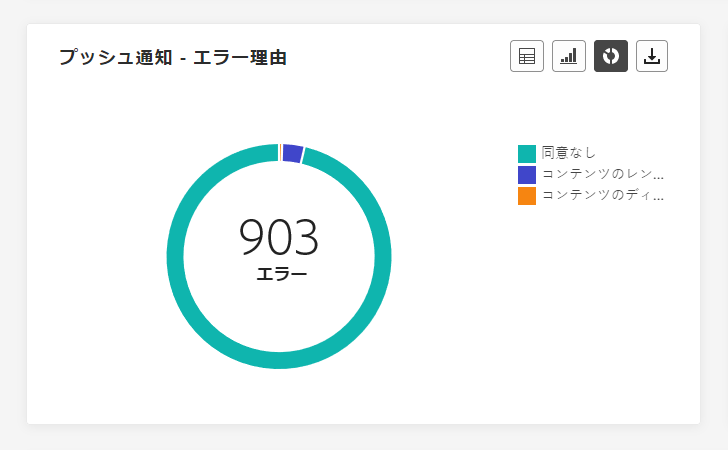 プッシュ通知 - エラー理由
903
エラー
同意なし
コンテンツのレン...
コンテンツのディ...